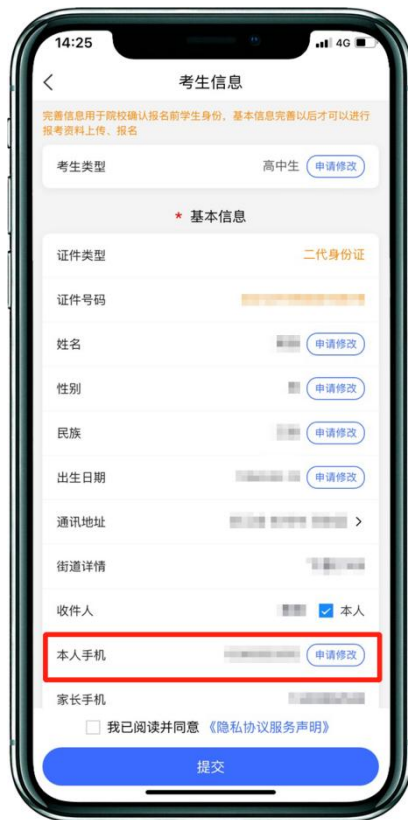 14:25
4G
考生信息
完善信息用于院校确认报名前学生身份，基本信息完善以后才可以进行
报考资料上传、报名
考生类型 高中生 申请修改
* 基本信息
证件类型 二代身份证
证件号码
姓名 申请修改
性别 申请修改
民族 申请修改
出生日期 申请修改
通讯地址
街道详情
收件人 本人
本人手机 申请修改
家长手机
我已阅读并同意 《隐私协议服务声明》
提交